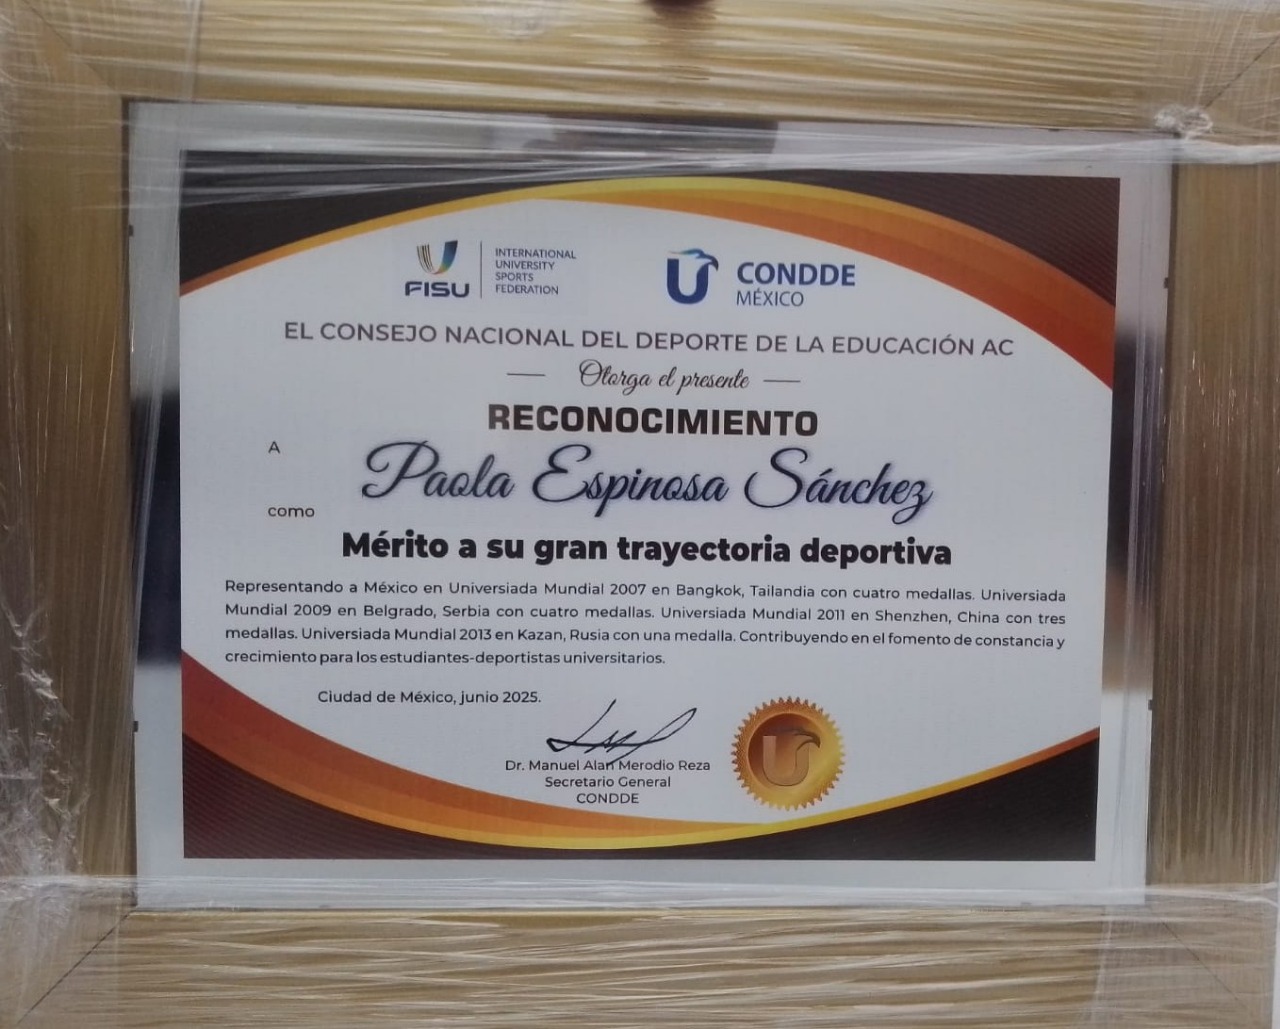 FISU
INTERNATIONAL
UNIVERSITY
SPORTS
FEDERATION
U CONDDE
MÉXICO
EL CONSEJO NACIONAL DEL DEPORTE DE LA EDUCACIÓN AC
Otorga el presente
RECONOCIMIENTO
A
Paola Espinosa Sánchez
como
Mérito a su gran trayectoria deportiva
Representando a México en Universiada Mundial 2007 en Bangkok, Tailandia con cuatro medallas. Universiada
Mundial 2009 en Belgrado, Serbia con cuatro medallas. Universiada Mundial 2011 en Shenzhen, China con tres
medallas. Universiada Mundial 2013 en Kazan, Rusia con una medalla. Contribuyendo en el fomento de constancia y
crecimiento para los estudiantes-deportistas universitarios.
Ciudad de México, junio 2025.
Dr. Manuel Alan Merodio Reza
Secretario General
CONDDE
U